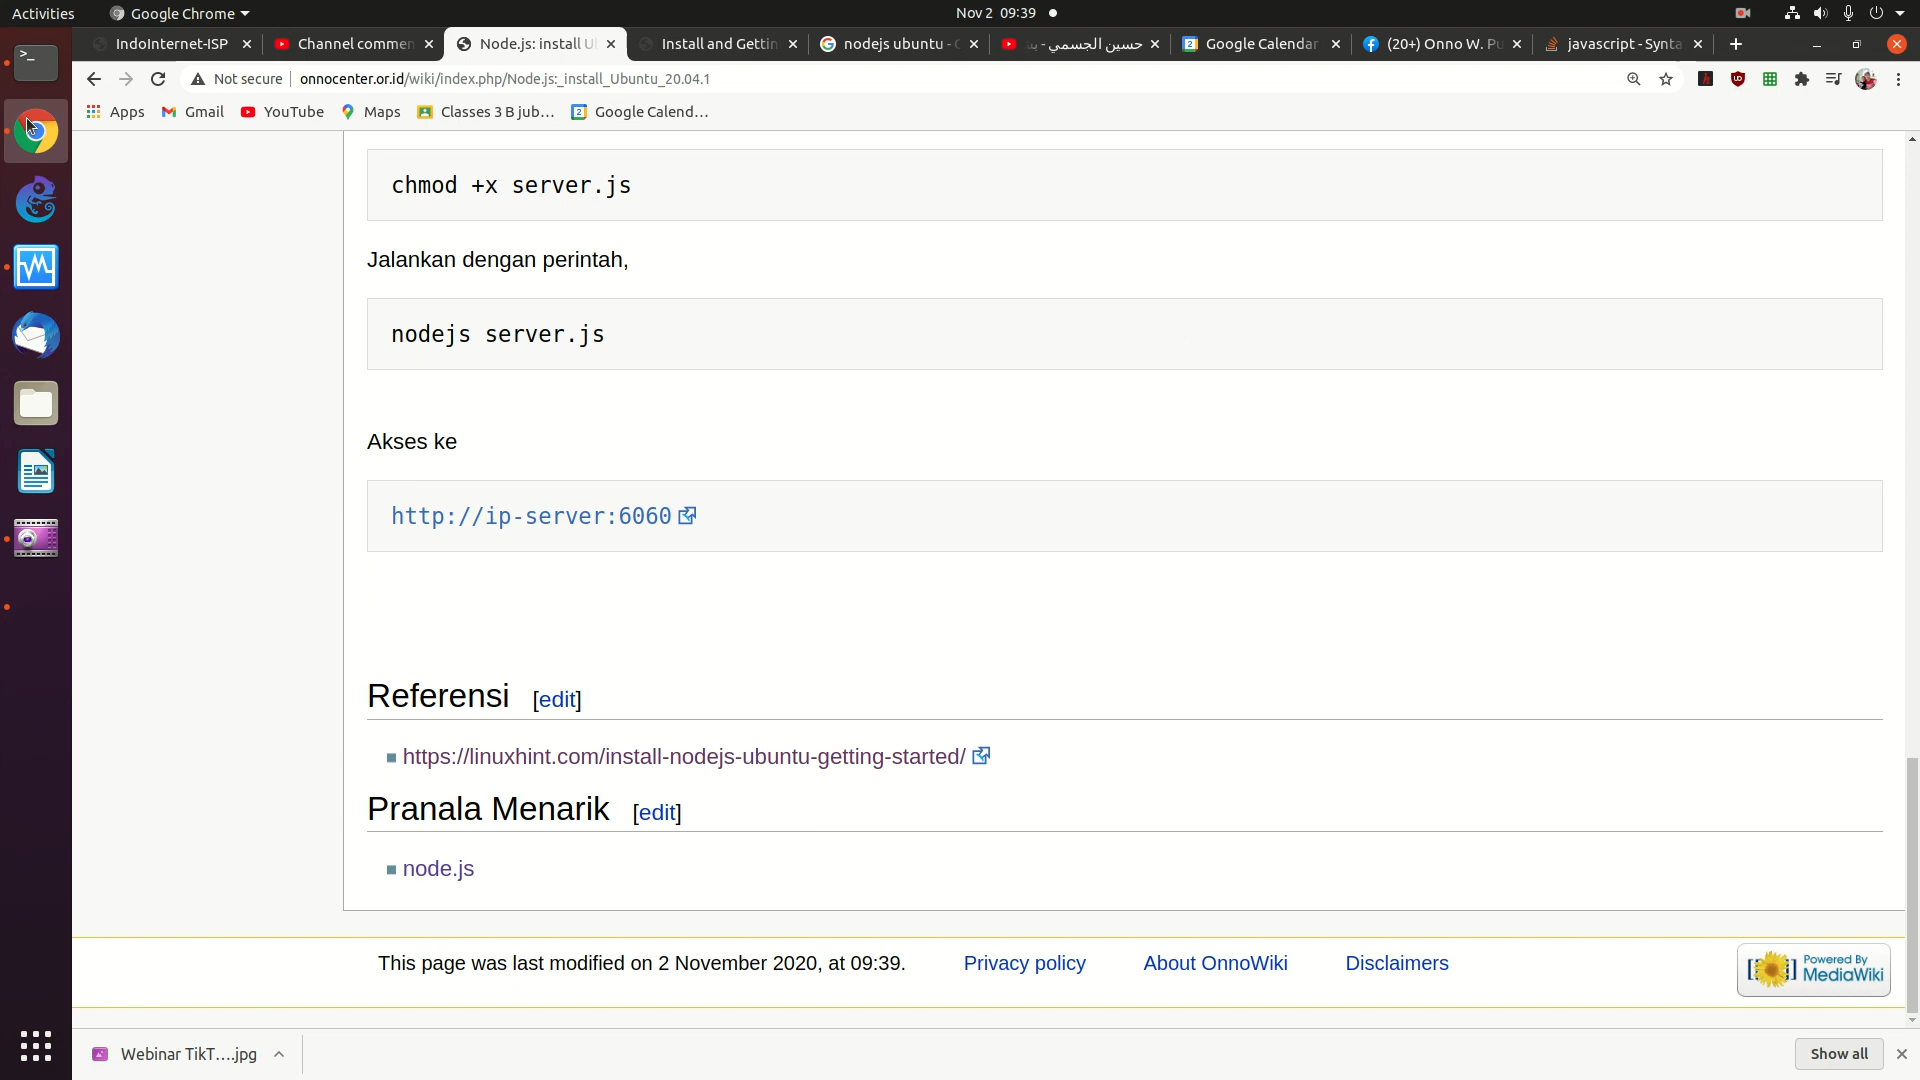 Activities
Google Chrome
Nov 2 09:39
IndoInternet-ISP
Channel commen
Node.js: install U
Install and Gettin
nodejs ubuntu -
حسين الجسمي -
Google Calendar
(20+) Onno W. Pu
javascript - Synta
Not secure
onnocenter.or.id/wiki/index.php/Node.js:_install_Ubuntu_20.04.1
Apps
Gmail
YouTube
Maps
Classes 3 B jub...
Google Calend...
chmod +x server.js
Jalankan dengan perintah,
nodejs server.js
Akses ke
http://ip-server:6060
Referensi [edit]
https://linuxhint.com/install-nodejs-ubuntu-getting-started/
Pranala Menarik [edit]
node.js
This page was last modified on 2 November 2020, at 09:39.
Privacy policy
About OnnoWiki
Disclaimers
Powered By
MediaWiki
Webinar TikT....jpg
Show all